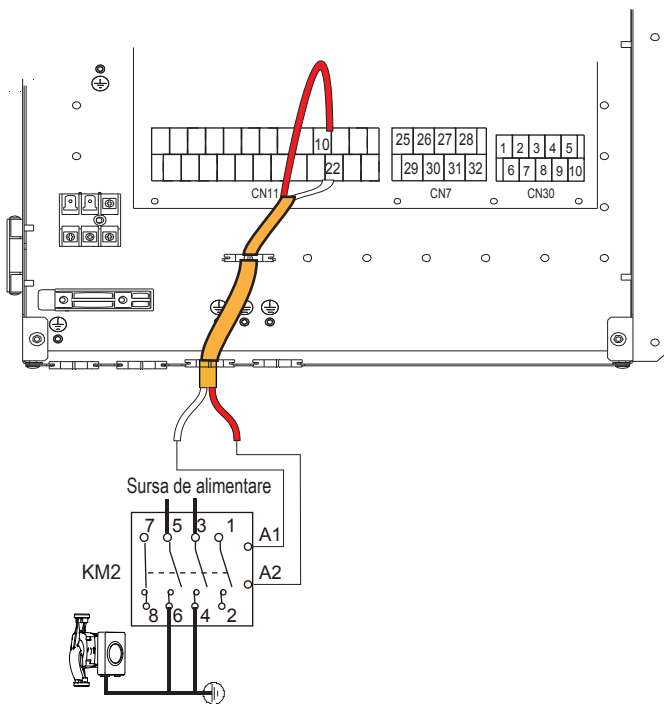 10 25 26 27 28 1 2 3 4 5
22 29 30 31 32 6 7 8 9 10
CN11 CN7 CN30
Sursa de alimentare
7 5 3 1 A1
KM2 A2
8 6 4 2